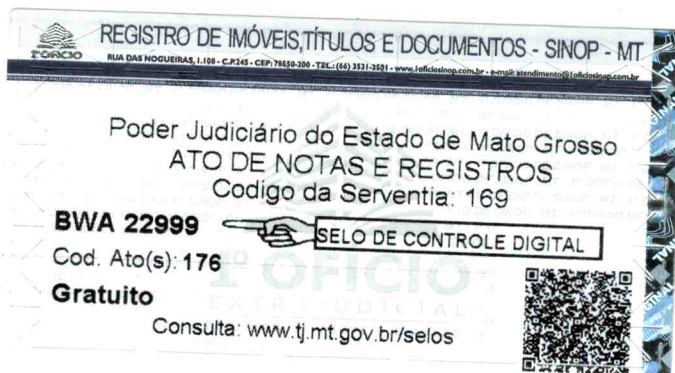 1º OFÍCIO
REGISTRO DE IMÓVEIS,TÍTULOS E DOCUMENTOS - SINOP - MT
RUA DAS NOGUEIRAS, 1.108 - C.P.245 - CEP: 78550-200 - TEL.: (66) 3531-2501 - www.1oficiosinop.com.br - e-mail: atendimento@1oficiosinop.com.br
Poder Judiciário do Estado de Mato Grosso
ATO DE NOTAS E REGISTROS
Codigo da Serventia: 169
BWA 22999
SELO DE CONTROLE DIGITAL
Cod. Ato(s): 176
1º OFÍCIO
Gratuito
EXTRAJUDICIAL
Consulta: www.tj.mt.gov.br/selos